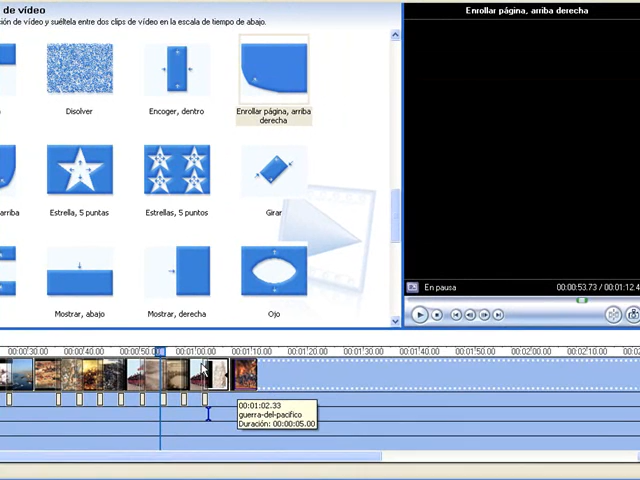 de vídeo
ción de vídeo y suéltela entre dos clips de vídeo en la escala de tiempo de abajo.
Enrollar página, arriba derecha
Disolver
Encoger, dentro
Enrollar página, arriba
derecha
arriba
Estrella, 5 puntas
Estrellas, 5 puntos
Girar
Mostrar, abajo
Mostrar, derecha
Ojo
En pausa
00:00:53.73 / 00:01:12.4
00:00'30.00
00:00'40.00
00:00'50.0
00:01'00.00
00:01'10.00
00:01'20.00
00:01'30.00
00:01'40.00
00:01'50.00
00:02'00.00
00:02'10.00
00:02
00:01:02.33
guerra-del-pacifico
Duración: 00:00:05.00